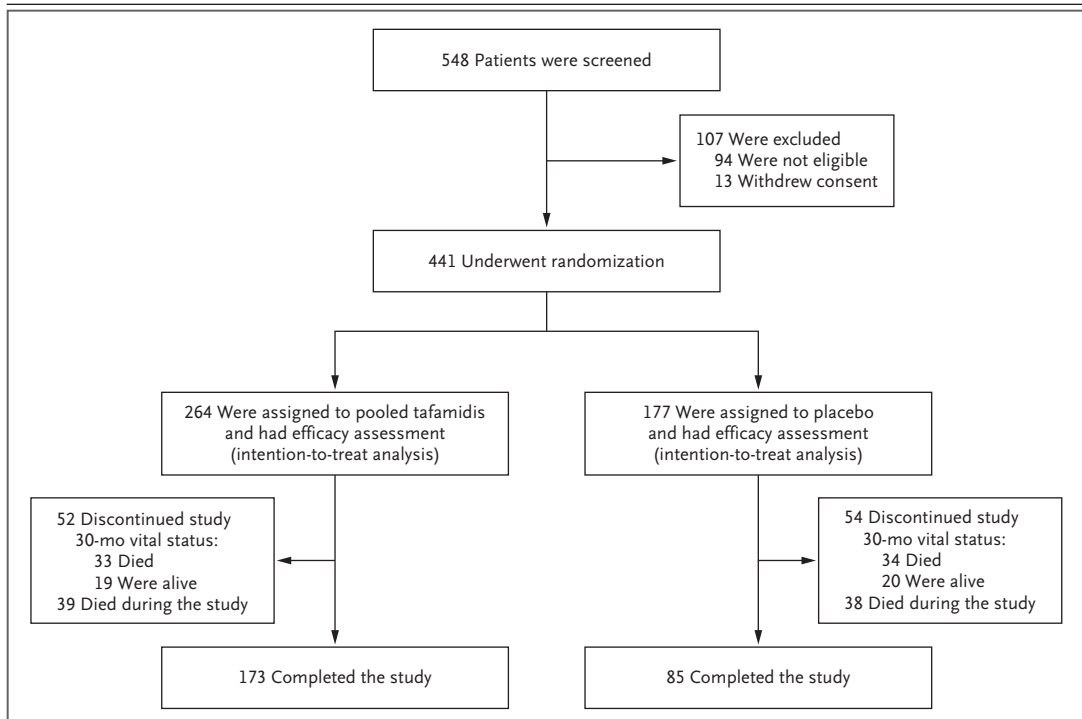 548 Patients were screened
107 Were excluded
94 Were not eligible
13 Withdrew consent
441 Underwent randomization
264 Were assigned to pooled tafamidis
and had efficacy assessment
(intention-to-treat analysis)
177 Were assigned to placebo
and had efficacy assessment
(intention-to-treat analysis)
52 Discontinued study
30-mo vital status:
33 Died
19 Were alive
39 Died during the study
54 Discontinued study
30-mo vital status:
34 Died
20 Were alive
38 Died during the study
173 Completed the study
85 Completed the study